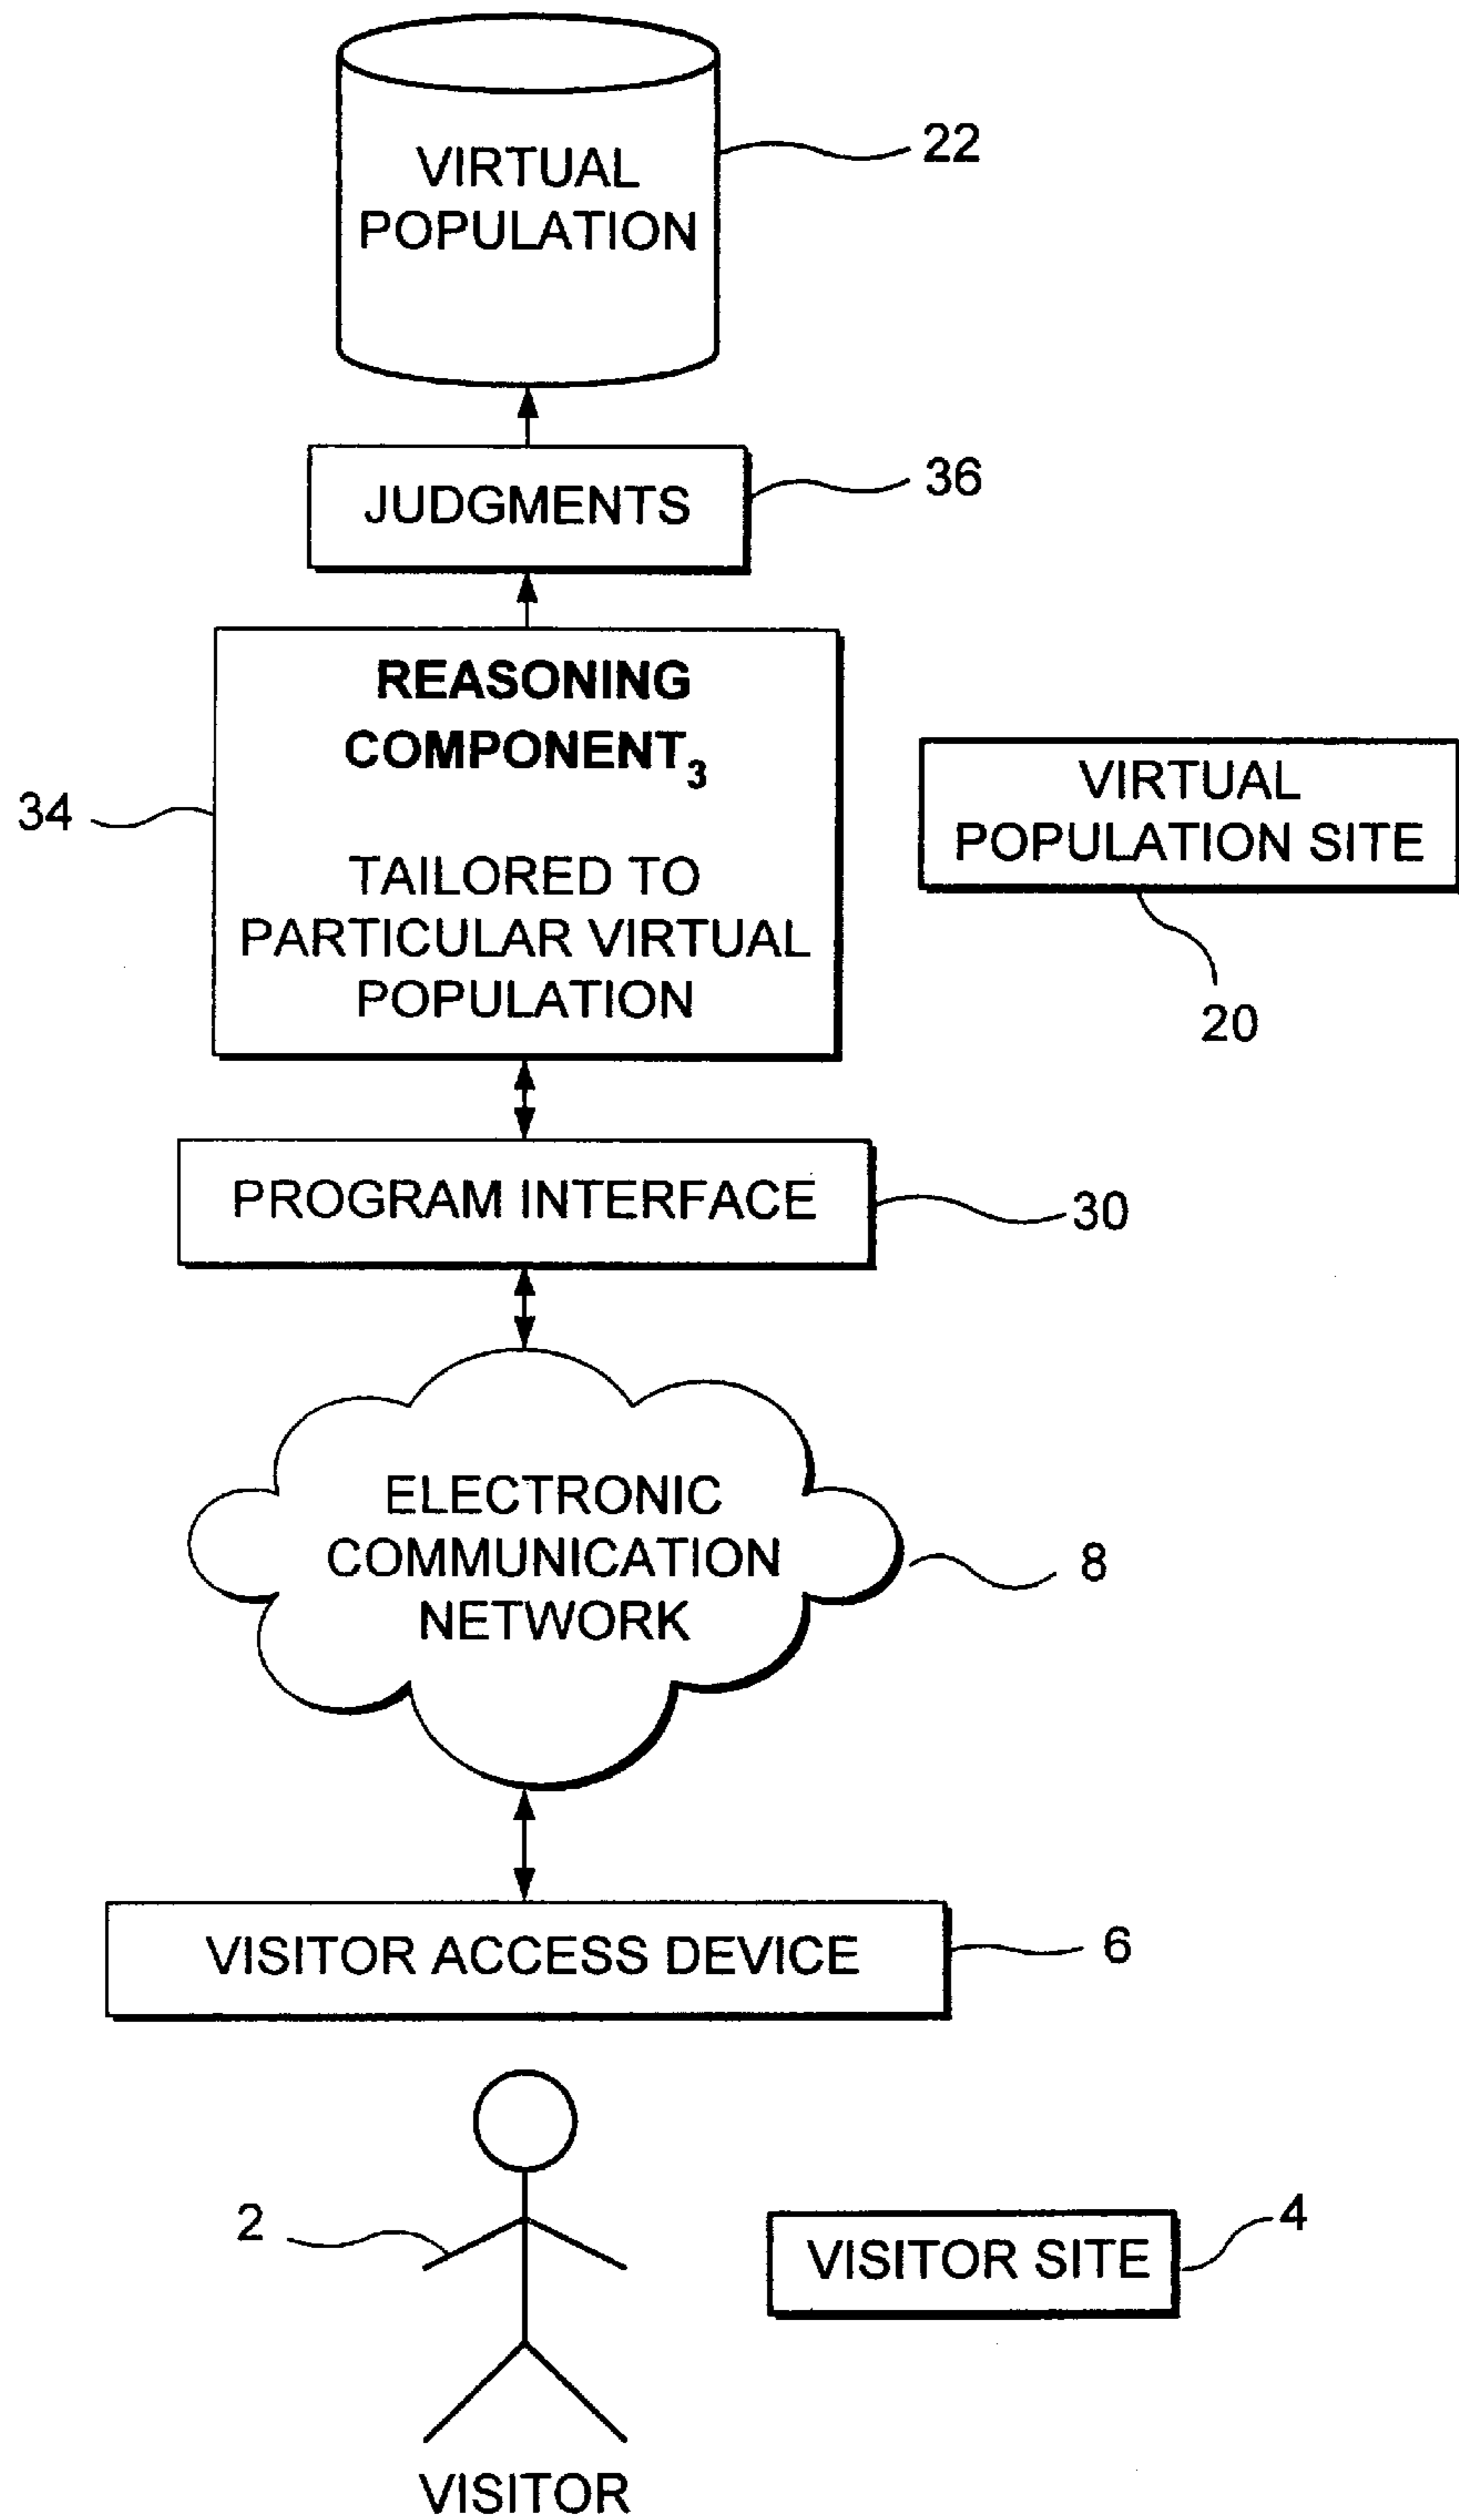 VIRTUAL
POPULATION
22
JUDGMENTS
36
REASONING
COMPONENT₃
34
TAILORED TO
PARTICULAR VIRTUAL
POPULATION
VIRTUAL
POPULATION SITE
20
PROGRAM INTERFACE
30
ELECTRONIC
COMMUNICATION
NETWORK
8
VISITOR ACCESS DEVICE
6
2
VISITOR SITE
4
VISITOR